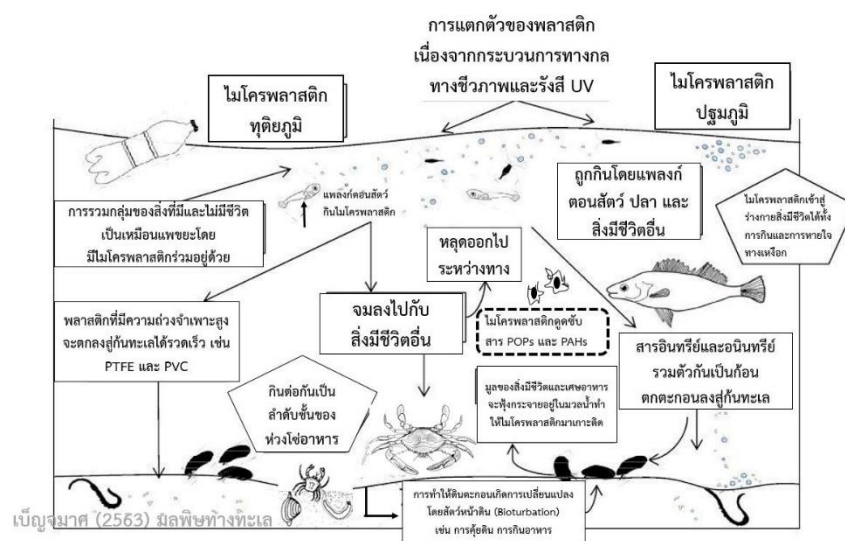 การแตกตัวของพลาสติก
เนื่องจากกระบวนการทางกล
ทางชีวภาพและรังสี UV
ไมโครพลาสติก
ทุติยภูมิ
ไมโครพลาสติก
ปฐมภูมิ
การรวมกลุ่มของสิ่งที่มีและไม่มีชีวิต
เป็นเหมือนแพขยะโดย
มีไมโครพลาสติกร่วมอยู่ด้วย
แพลงก์ตอนสัตว์
กินไมโครพลาสติก
ถูกกินโดยแพลงก์
ตอนสัตว์ ปลา และ
สิ่งมีชีวิตอื่น
ไมโครพลาสติกเข้าสู่
ร่างกายสิ่งมีชีวิตได้ทั้ง
การกินและการหายใจ
ทางเหงือก
หลุดออกไป
ระหว่างทาง
พลาสติกที่มีความถ่วงจำเพาะสูง
จะตกลงสู่ก้นทะเลได้รวดเร็ว เช่น
PTFE และ PVC
จมลงไปกับ
สิ่งมีชีวิตอื่น
ไมโครพลาสติกดูดซับ
สาร POPs และ PAHs
สารอินทรีย์และอนินทรีย์
รวมตัวกันเป็นก้อน
ตกตะกอนลงสู่ก้นทะเล
กินต่อกันเป็น
ลำดับชั้นของ
ห่วงโซ่อาหาร
มูลของสิ่งมีชีวิตและเศษอาหาร
จะฟุ้งกระจายอยู่ในมวลน้ำทำ
ให้ไมโครพลาสติกมาเกาะติด
การทำให้ดินตะกอนเกิดการเปลี่ยนแปลง
โดยสัตว์หน้าดิน (Bioturbation)
เช่น การคุ้ยดิน การกินอาหาร
เบ็ญจมาศ (2563) มลพิษทางทะเล